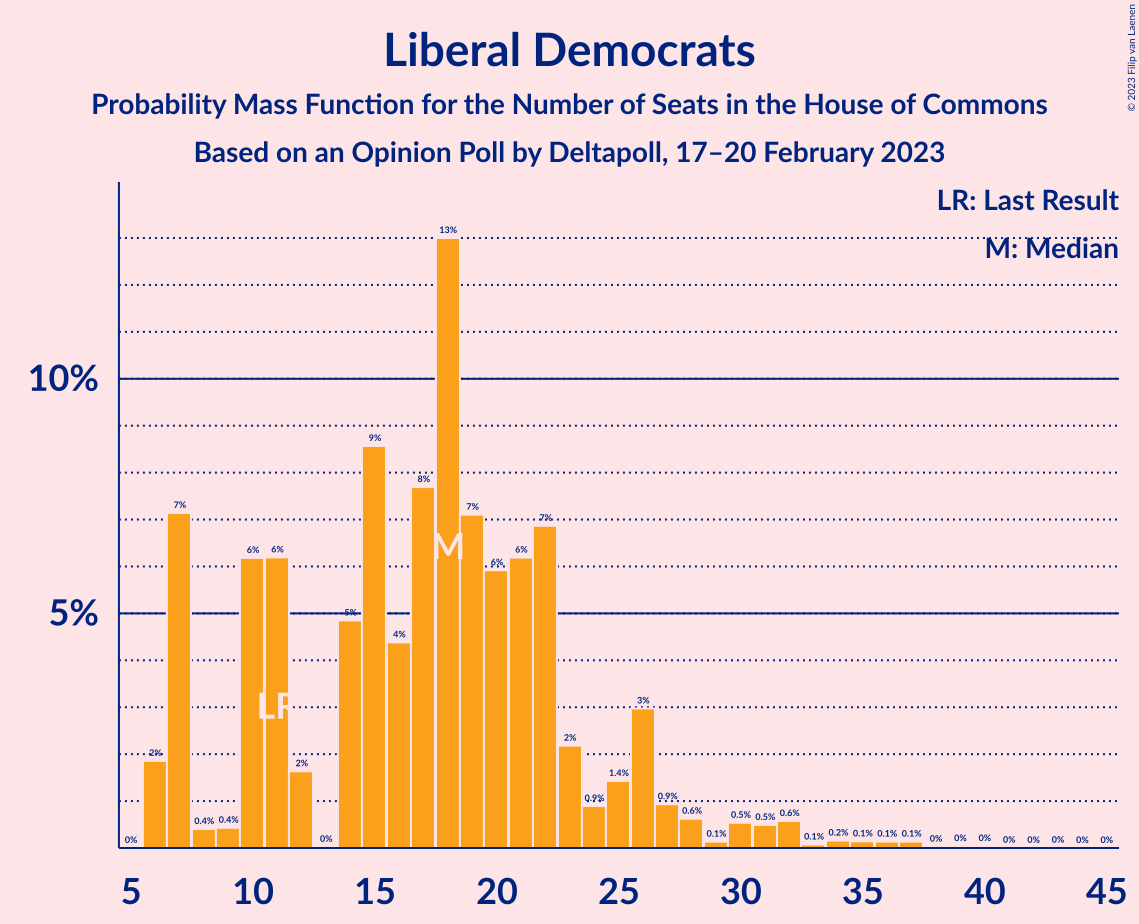 Liberal Democrats
Probability Mass Function for the Number of Seats in the House of Commons
Based on an Opinion Poll by Deltapoll, 17–20 February 2023
© 2023 Filip van Laenen
LR: Last Result
M: Median
10%
5%
0% 2% 7% 0.4% 0.4% 6% 6% 2% 0% 5% 9% 4% 8% 13% 7% 6% 6% 7% 2% 0.9% 1.4% 3% 0.9% 0.6% 0.1% 0.5% 0.5% 0.6% 0.1% 0.2% 0.1% 0.1% 0.1% 0% 0% 0% 0% 0% 0% 0% 0%
LR
M
5 10 15 20 25 30 35 40 45